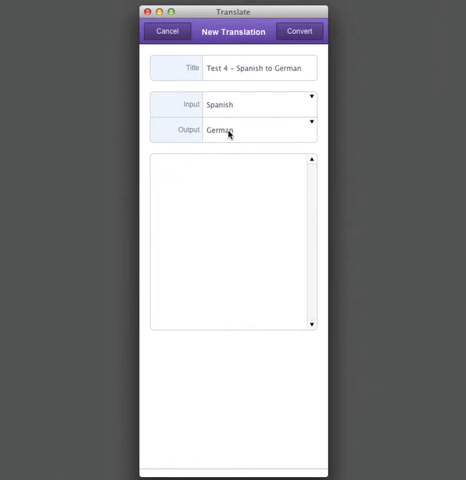 Translate
Cancel New Translation Convert
Title Test 4 - Spanish to German
Input Spanish
Output German